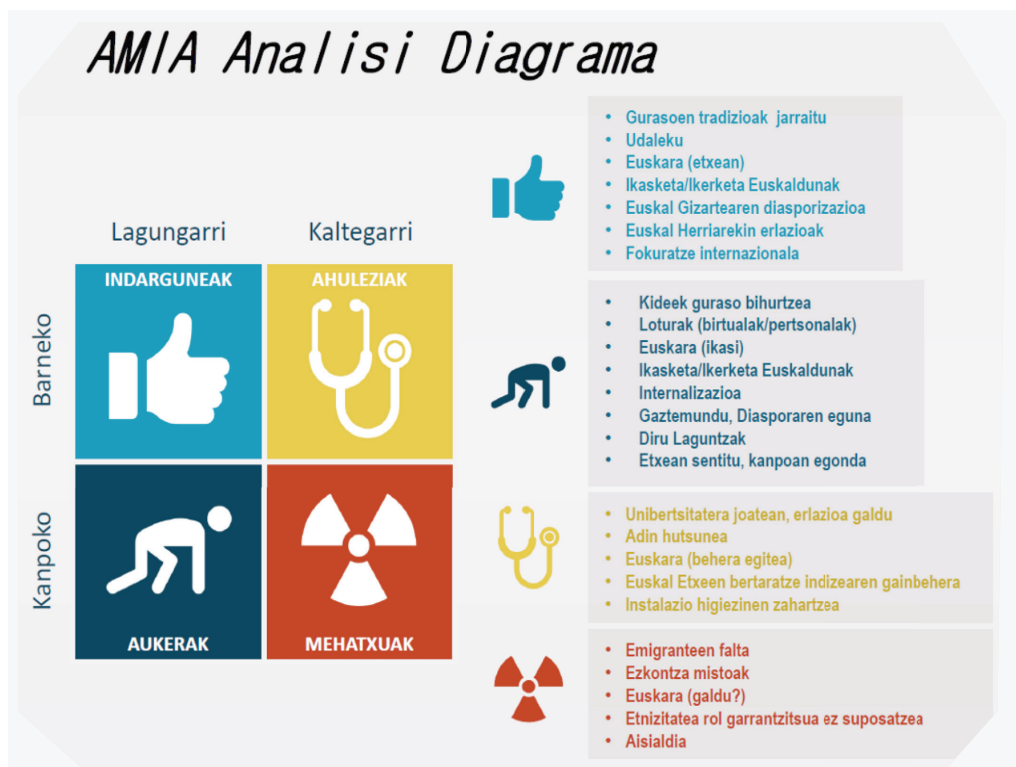 AMIA Analisi Diagrama
Lagungarri
Kaltegarri
Barneko
Kanpoko
INDARGUNEAK
AHULEZIAK
AUKERAK
MEHATXUAK
• Gurasoen tradizioak jarraitu
• Udaleku
• Euskara (etxean)
• Ikasketa/Ikerketa Euskaldunak
• Euskal Gizartearen diasporizazioa
• Euskal Herriarekin erlazioak
• Fokuratze internazionala
• Kideek guraso bihurtzea
• Loturak (birtualak/pertsonalak)
• Euskara (ikasi)
• Ikasketa/Ikerketa Euskaldunak
• Internalizazioa
• Gaztemundu, Diasporaren eguna
• Diru Laguntzak
• Etxean sentitu, kanpoan egonda
• Unibertsitatera joatean, erlazioa galdu
• Adin hutsunea
• Euskara (behera egitea)
• Euskal Etxeen bertaratze indizearen gainbehera
• Instalazio higiezinen zahartzea
• Emigranteen falta
• Ezkontza mistoak
• Euskara (galdu?)
• Etnizitatea rol garrantzitsua ez suposatzea
• Aisialdia